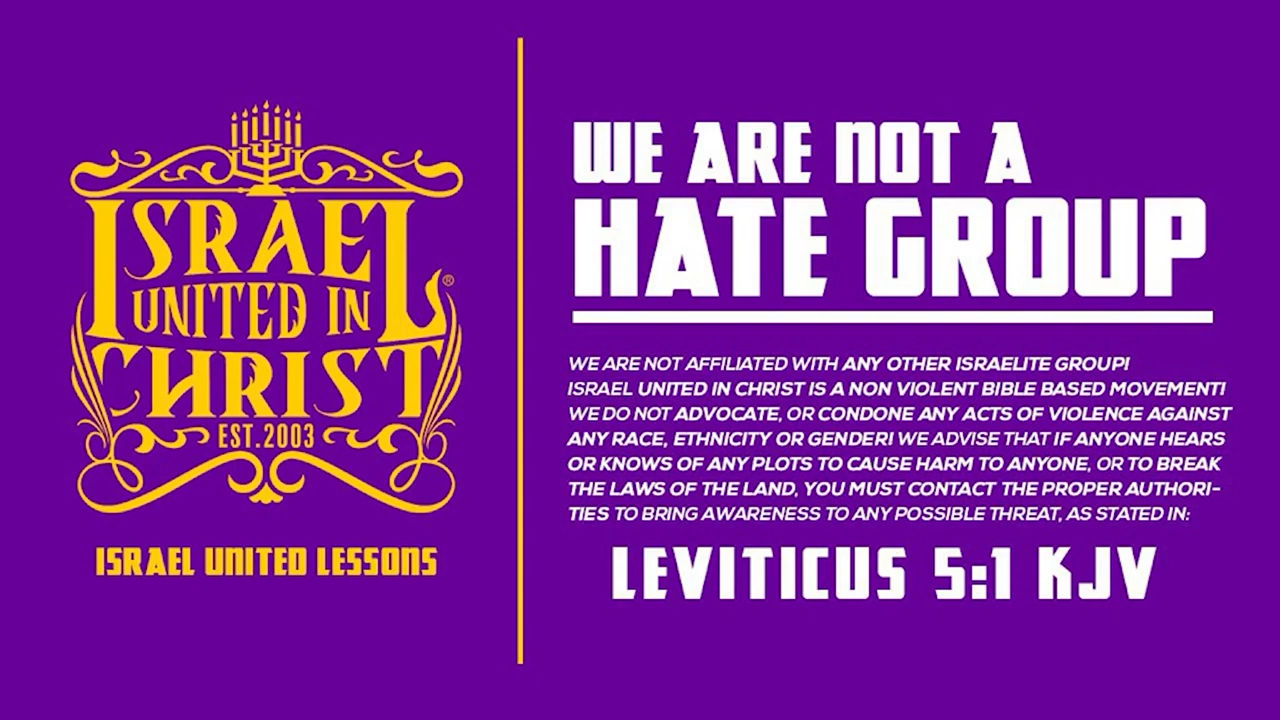 ISRAEL
UNITED IN
CHRIST
®
EST.2003
ISRAEL UNITED LESSONS
WE ARE NOT A
HATE GROUP
WE ARE NOT AFFILIATED WITH ANY OTHER ISRAELITE GROUP!
ISRAEL UNITED IN CHRIST IS A NON VIOLENT BIBLE BASED MOVEMENT!
WE DO NOT ADVOCATE, OR CONDONE ANY ACTS OF VIOLENCE AGAINST
ANY RACE, ETHNICITY OR GENDER! WE ADVISE THAT IF ANYONE HEARS
OR KNOWS OF ANY PLOTS TO CAUSE HARM TO ANYONE, OR TO BREAK
THE LAWS OF THE LAND, YOU MUST CONTACT THE PROPER AUTHORI-
TIES TO BRING AWARENESS TO ANY POSSIBLE THREAT, AS STATED IN:
LEVITICUS 5:1 KJV